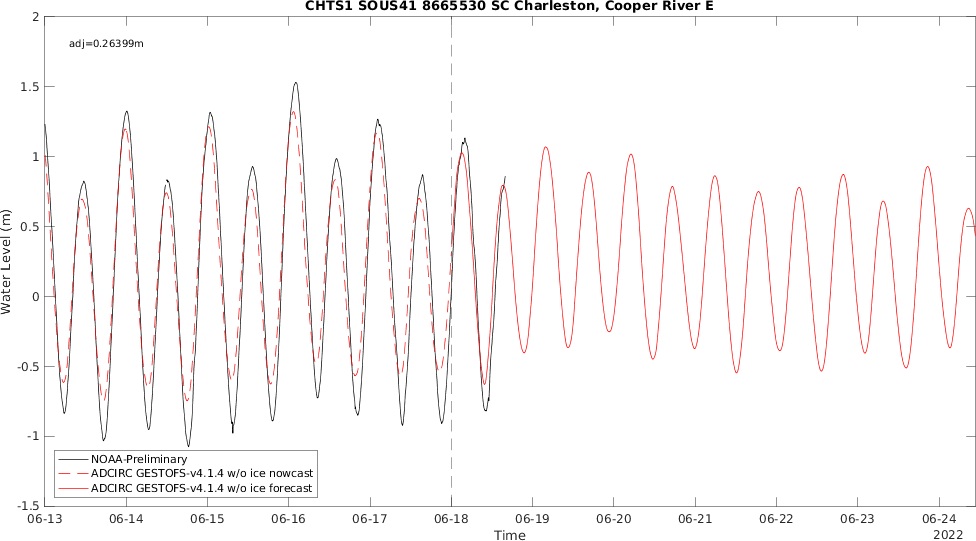 CHTS1 SOUS41 8665530 SC Charleston, Cooper River E
adj=0.26399m
Water Level (m)
2
1.5
1
0.5
0
-0.5
-1
-1.5
NOAA-Preliminary
ADCIRC GESTOFS-v4.1.4 w/o ice nowcast
ADCIRC GESTOFS-v4.1.4 w/o ice forecast
06-13 06-14 06-15 06-16 06-17 06-18 06-19 06-20 06-21 06-22 06-23 06-24
Time
2022